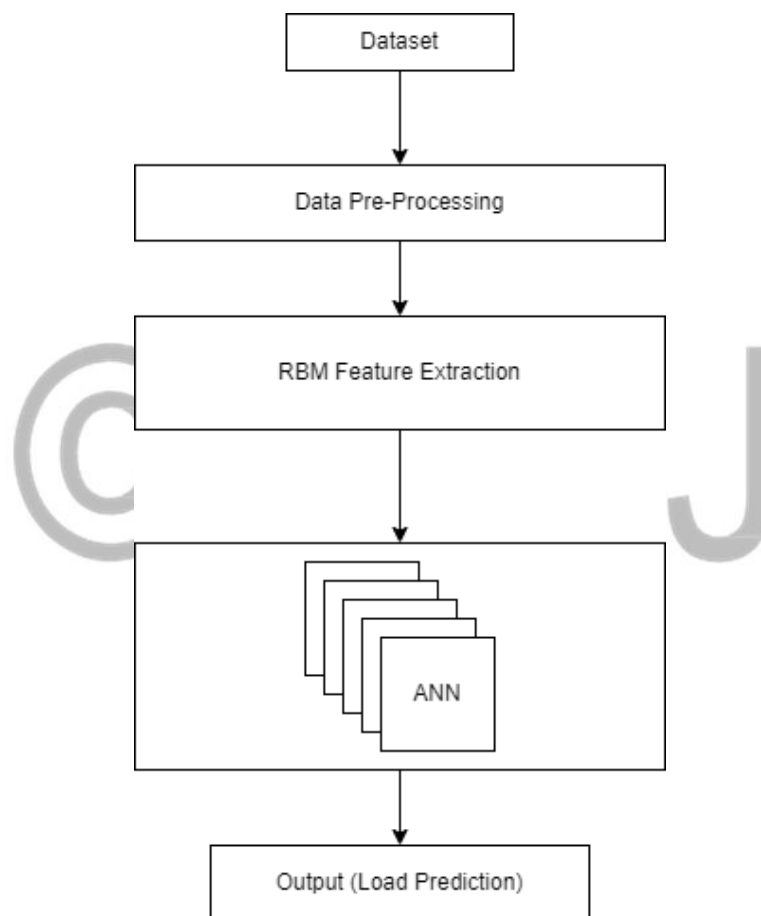 Dataset
Data Pre-Processing
RBM Feature Extraction
© J
ANN
Output (Load Prediction)